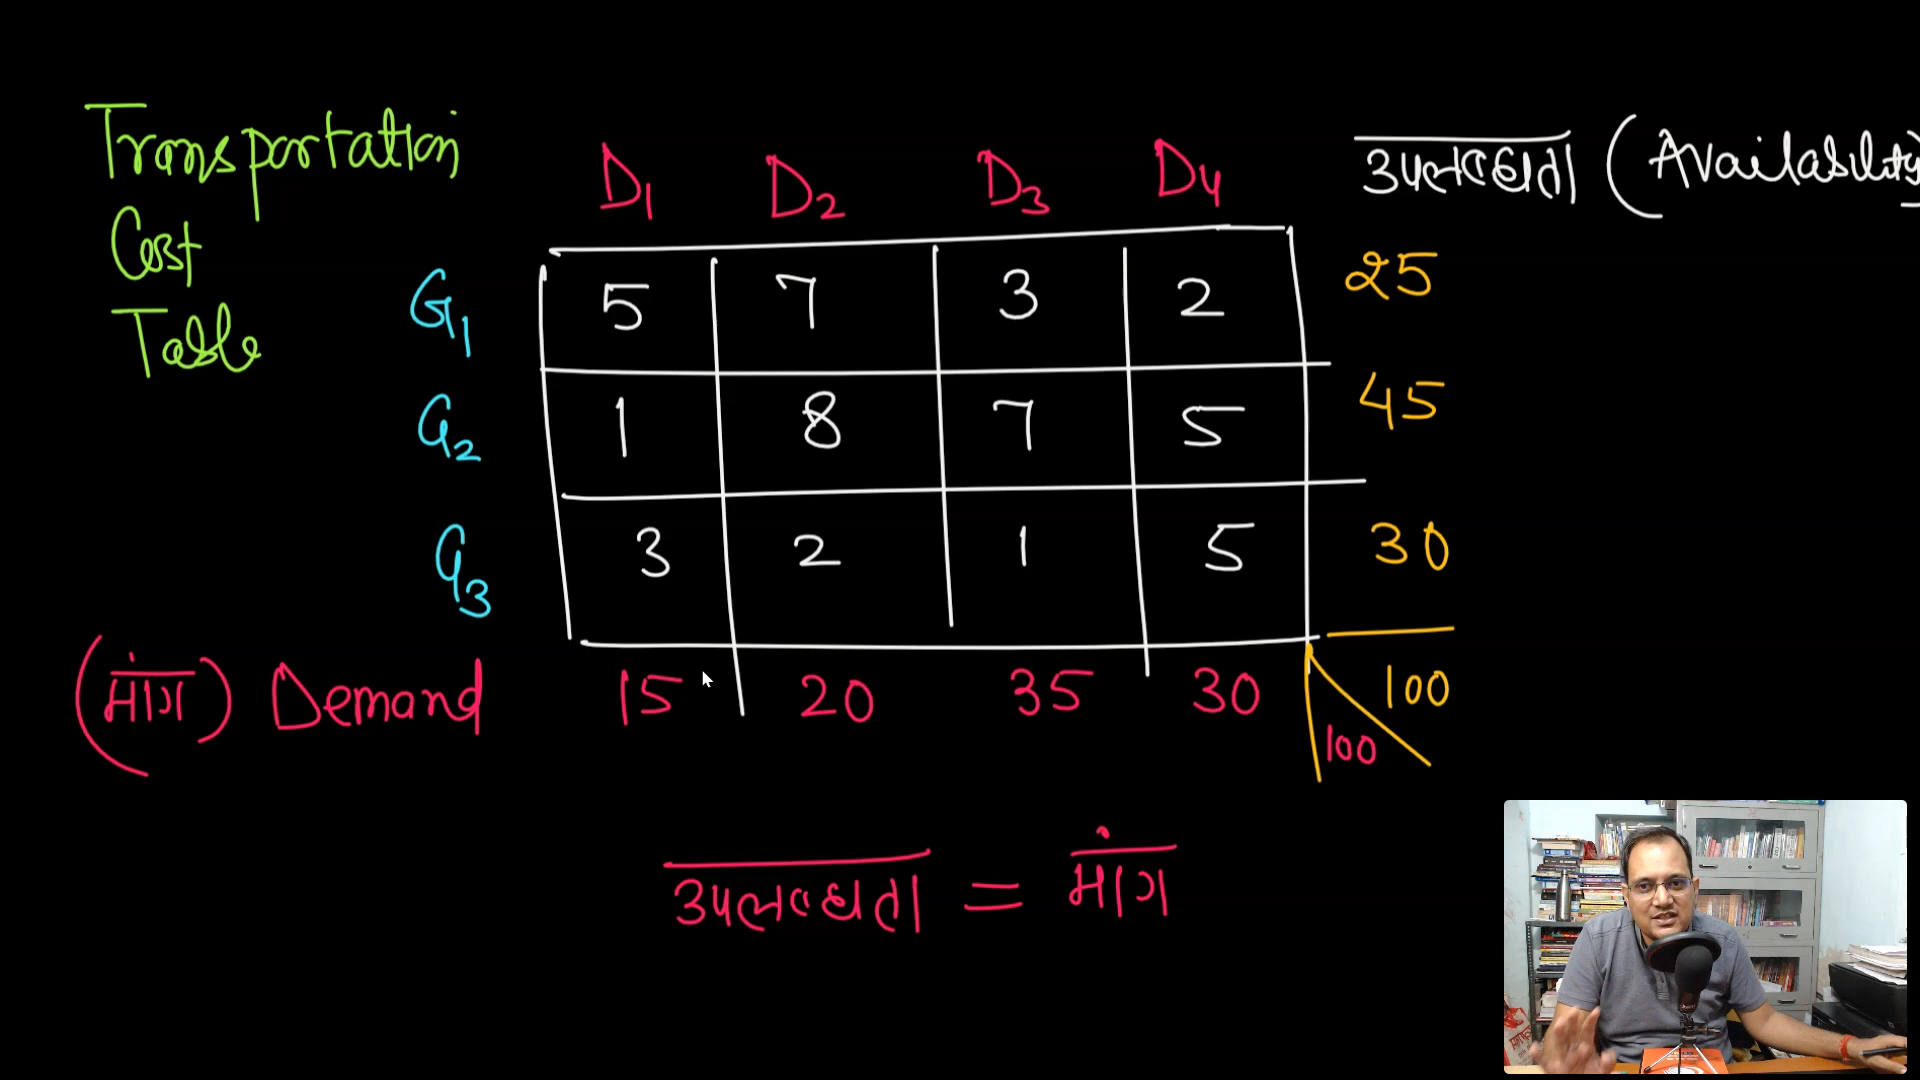 Transportation
Cost
Table
D1 D2 D3 D4 उपलब्धता (Availability)
G1 5 7 3 2 25
G2 1 8 7 5 45
G3 3 2 1 5 30
(मांग) Demand 15 20 35 30 100
100
उपलब्धता = मांग